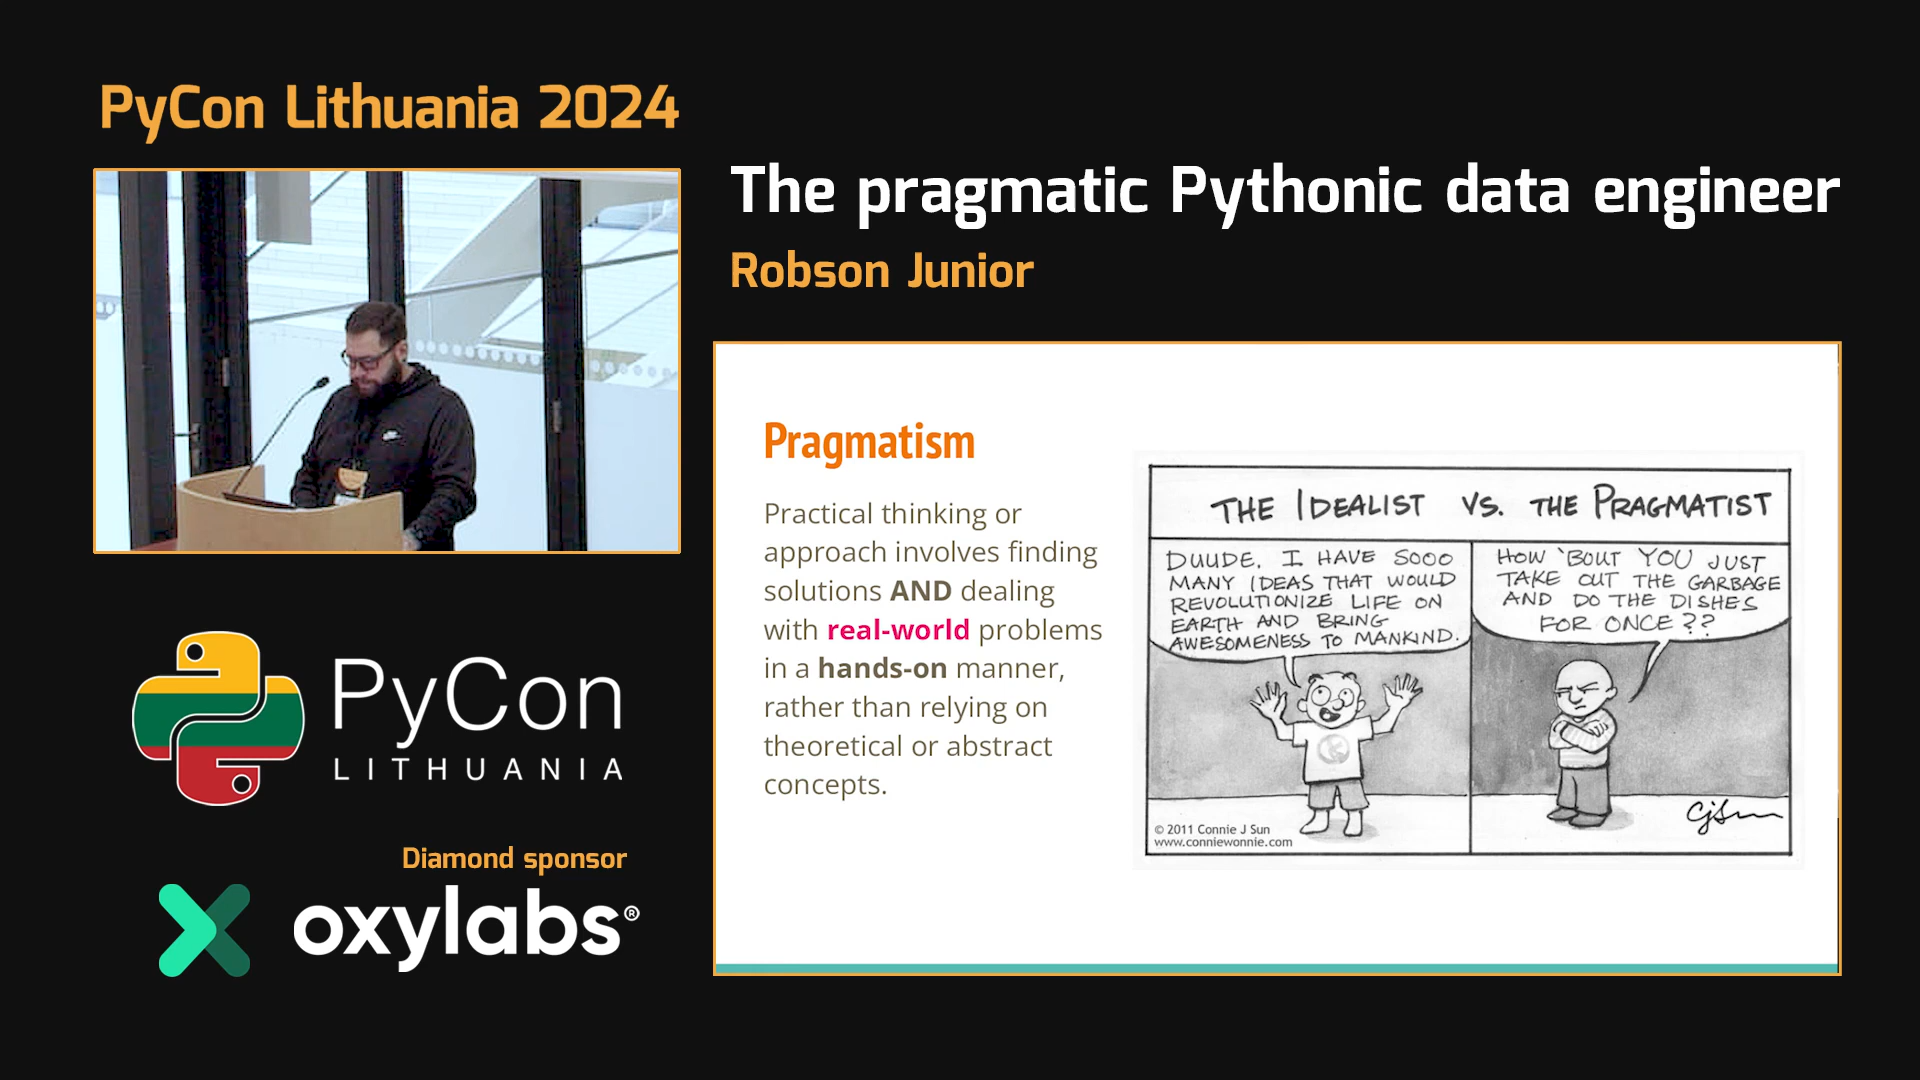 PyCon Lithuania 2024
The pragmatic Pythonic data engineer
Robson Junior
Pragmatism
Practical thinking or
approach involves finding
solutions AND dealing
with real-world problems
in a hands-on manner,
rather than relying on
theoretical or abstract
concepts.
THE IDEALIST VS. THE PRAGMATIST
DUUDE, I HAVE SOOO
MANY IDEAS THAT WOULD
REVOLUTIONIZE LIFE ON
EARTH AND BRING
AWESOMENESS TO MANKIND.
HOW 'BOUT YOU JUST
TAKE OUT THE GARBAGE
AND DO THE DISHES
FOR ONCE??
© 2011 Connie J Sun
www.conniewonnie.com
CJSun
PyCon
LITHUANIA
Diamond sponsor
oxylabs®